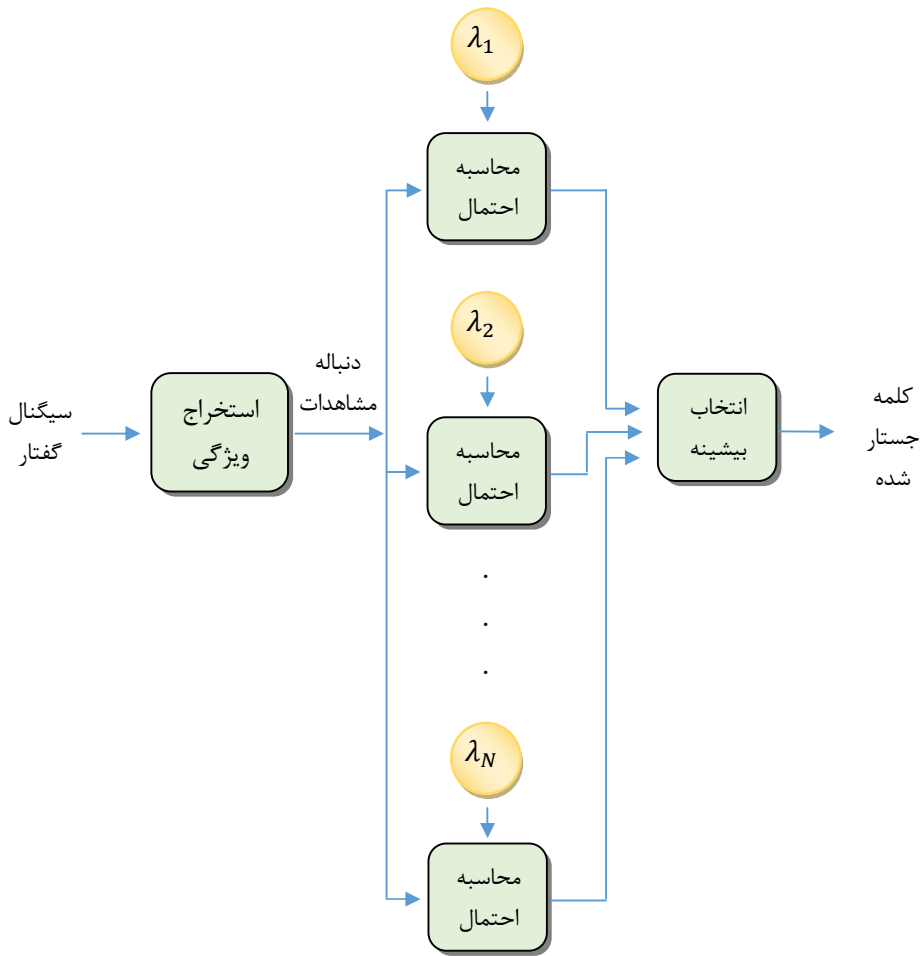 λ₁
محاسبه
احتمال
λ₂
دنباله
مشاهدات
سیگنال
گفتار
استخراج
ویژگی
محاسبه
احتمال
انتخاب
بیشینه
کلمه
جستار
شده
.
.
.
λ_N
محاسبه
احتمال